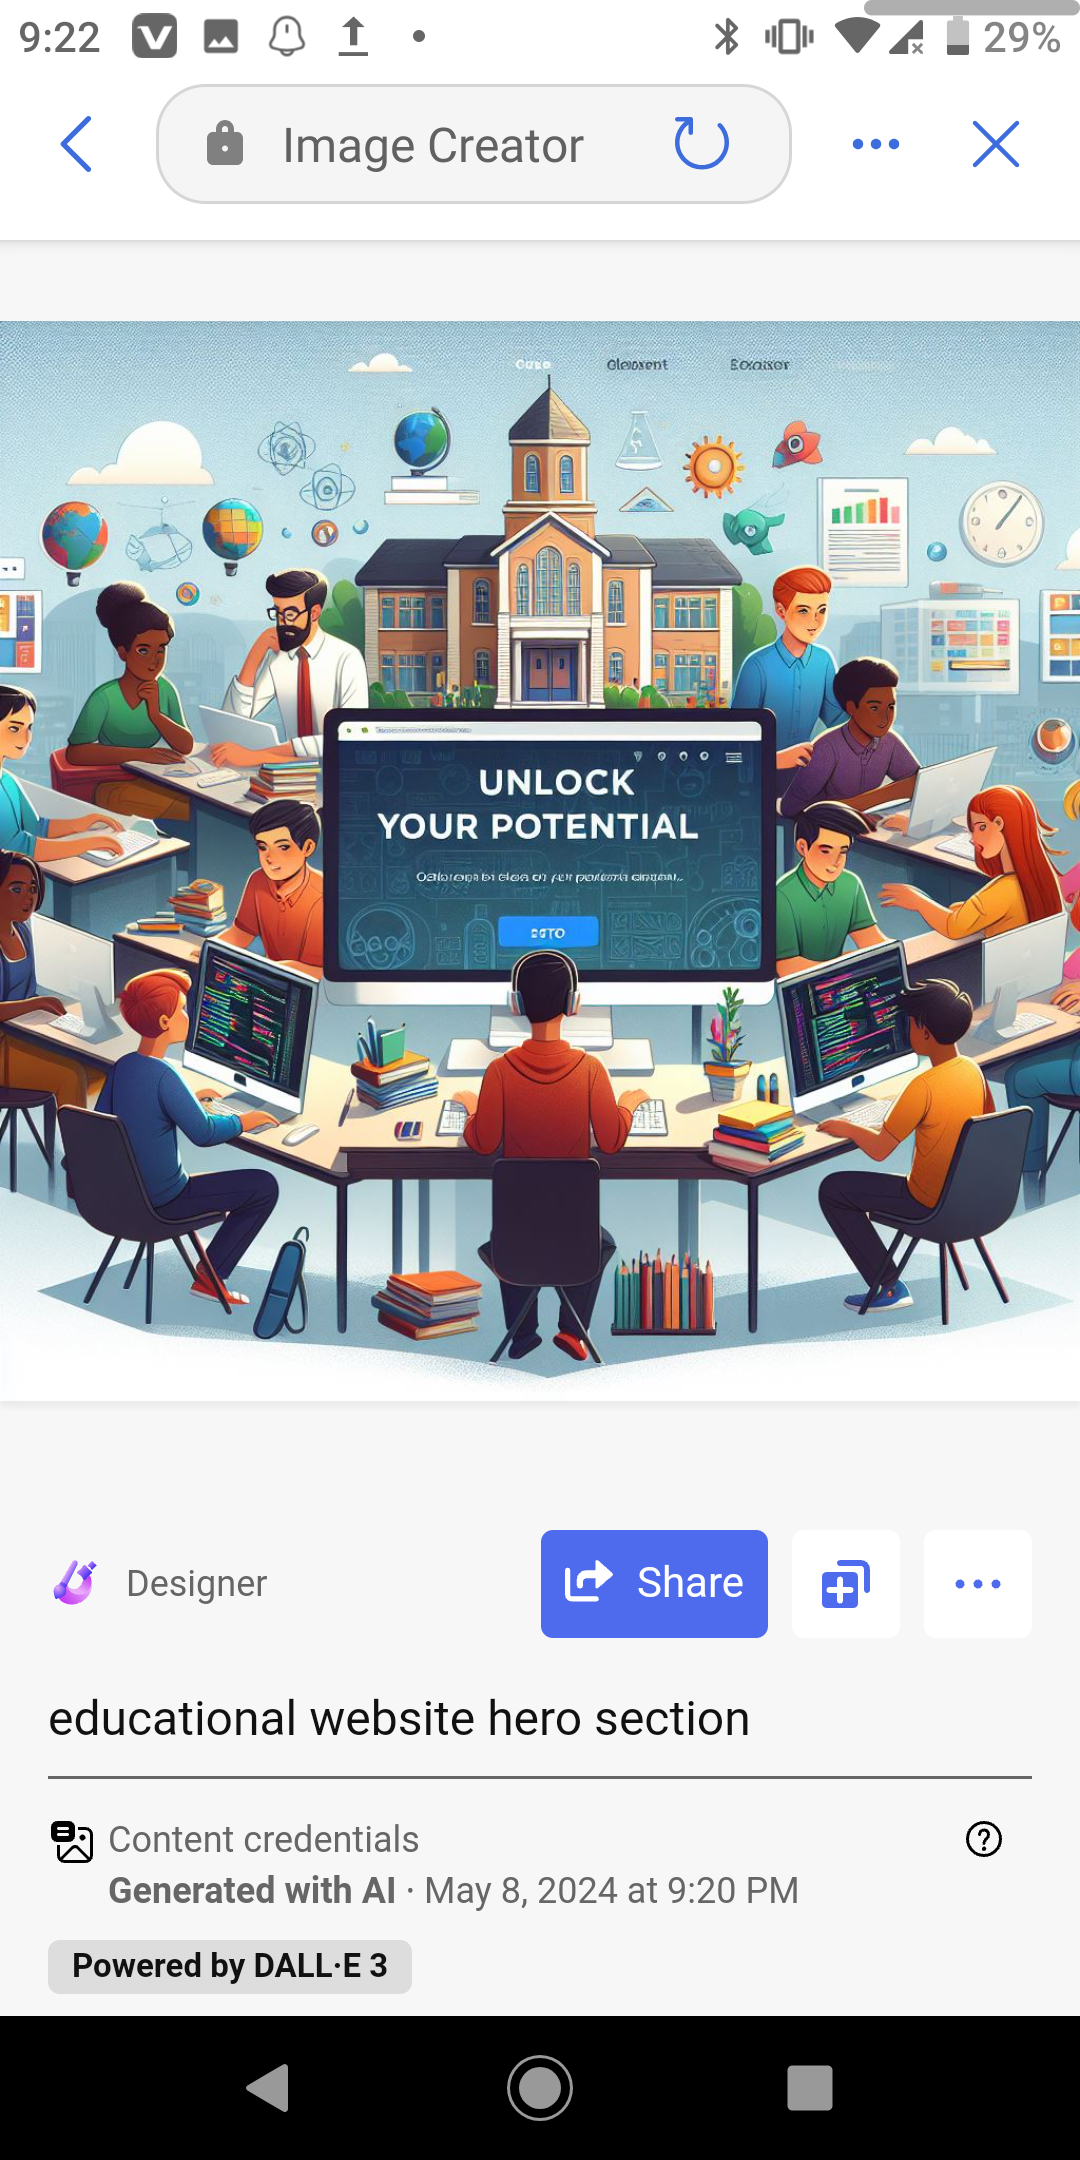 9:22
29%
Image Creator
UNLOCK
YOUR POTENTIAL
Designer
Share
educational website hero section
Content credentials
Generated with AI · May 8, 2024 at 9:20 PM
Powered by DALL·E 3